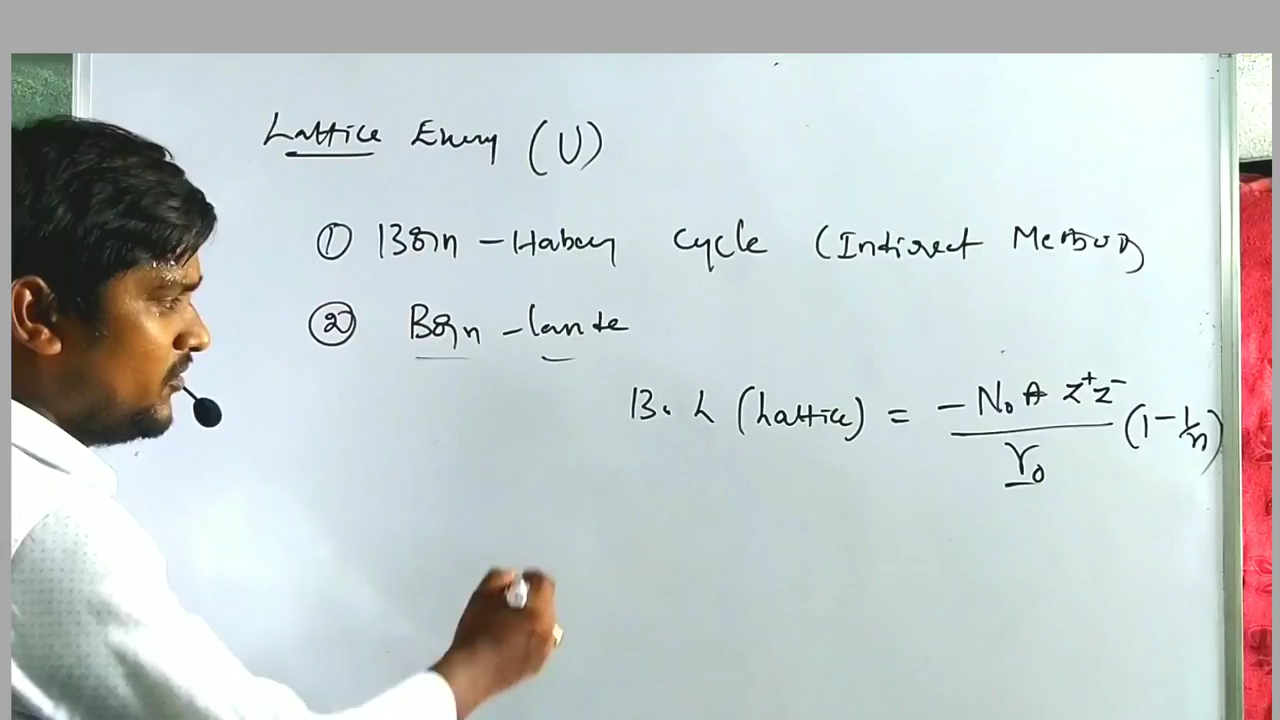 Lattice Energy (U)
① Born - Haber Cycle (Indirect Method)
② Born - lande
B. L (Lattice) = - N₀ A Z⁺Z⁻ / r₀ (1 - 1/n)